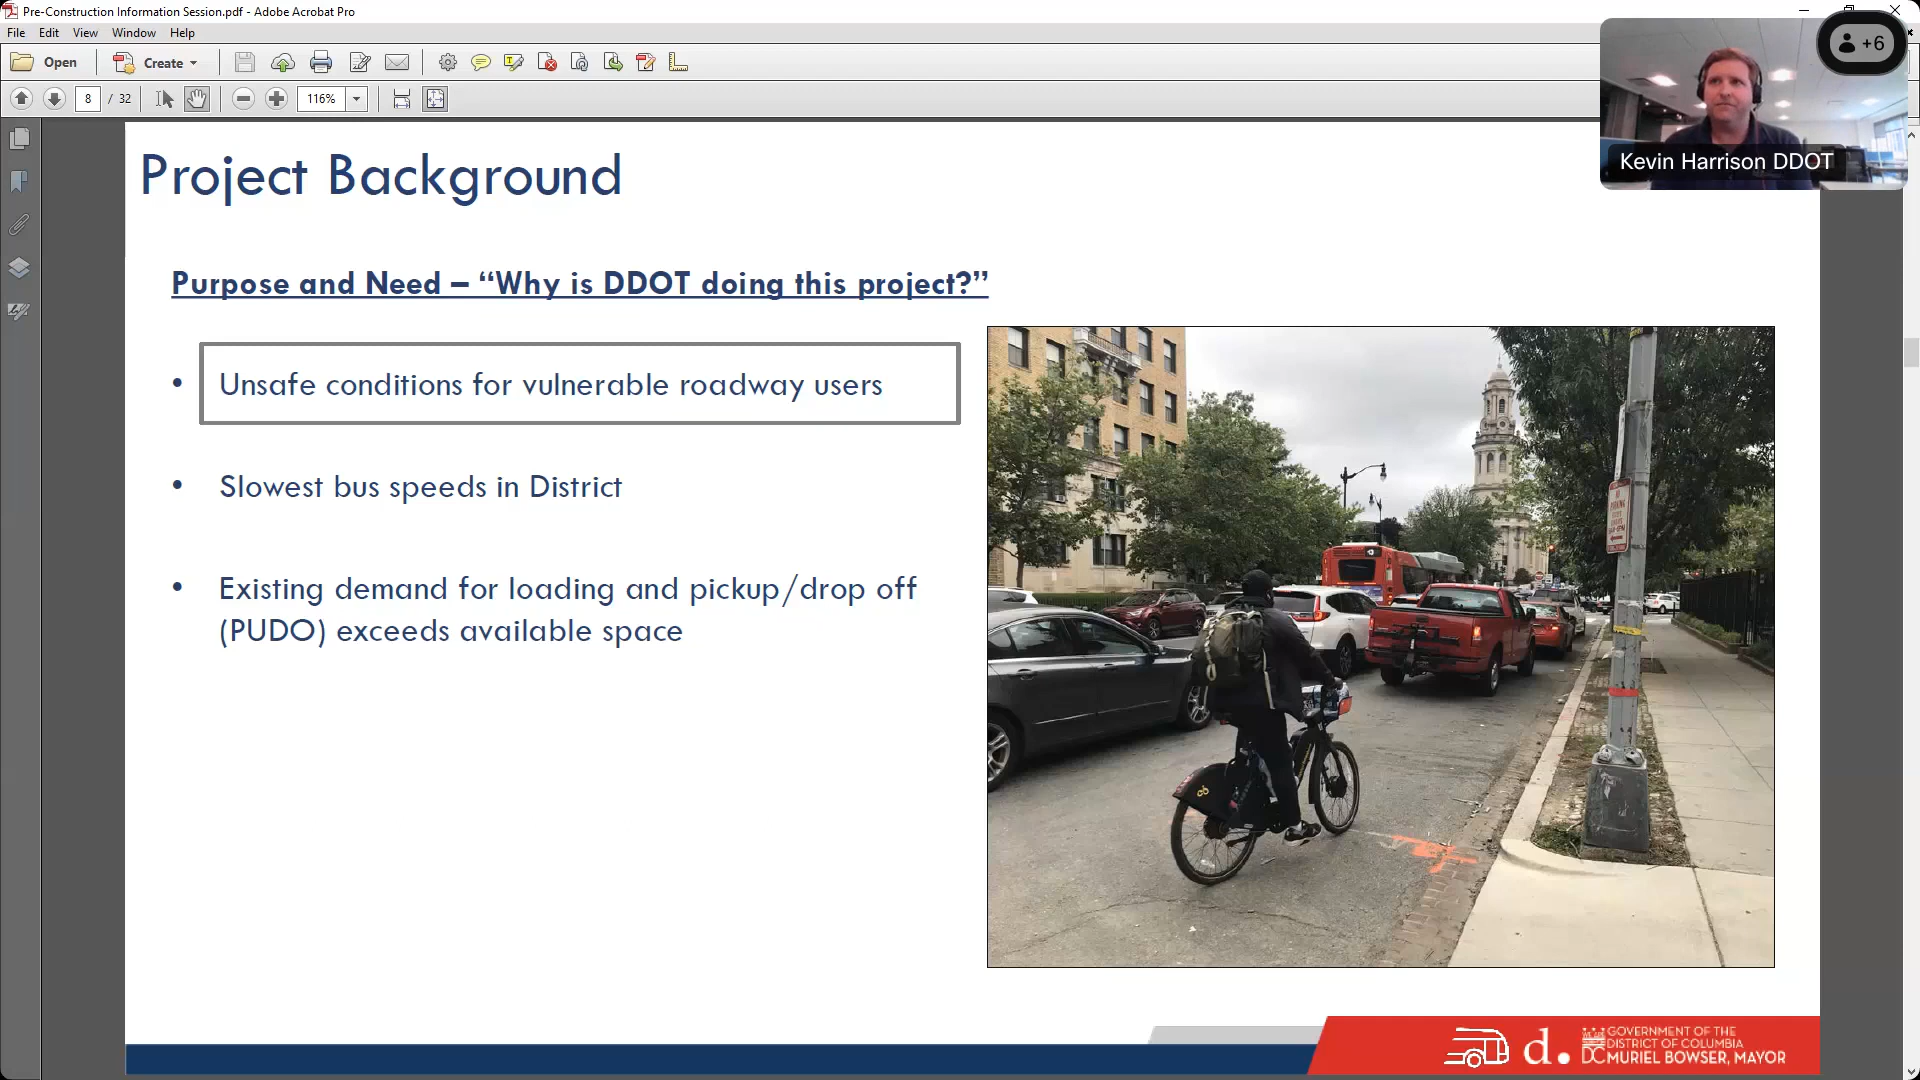 Pre-Construction Information Session.pdf - Adobe Acrobat Pro
File Edit View Window Help
Open Create
8 / 32 116%
+6
Kevin Harrison DDOT
Project Background
Purpose and Need – “Why is DDOT doing this project?”
• Unsafe conditions for vulnerable roadway users
• Slowest bus speeds in District
• Existing demand for loading and pickup/drop off
(PUDO) exceeds available space
PARKING
d.
WE ARE
DC
GOVERNMENT OF THE
DISTRICT OF COLUMBIA
MURIEL BOWSER, MAYOR